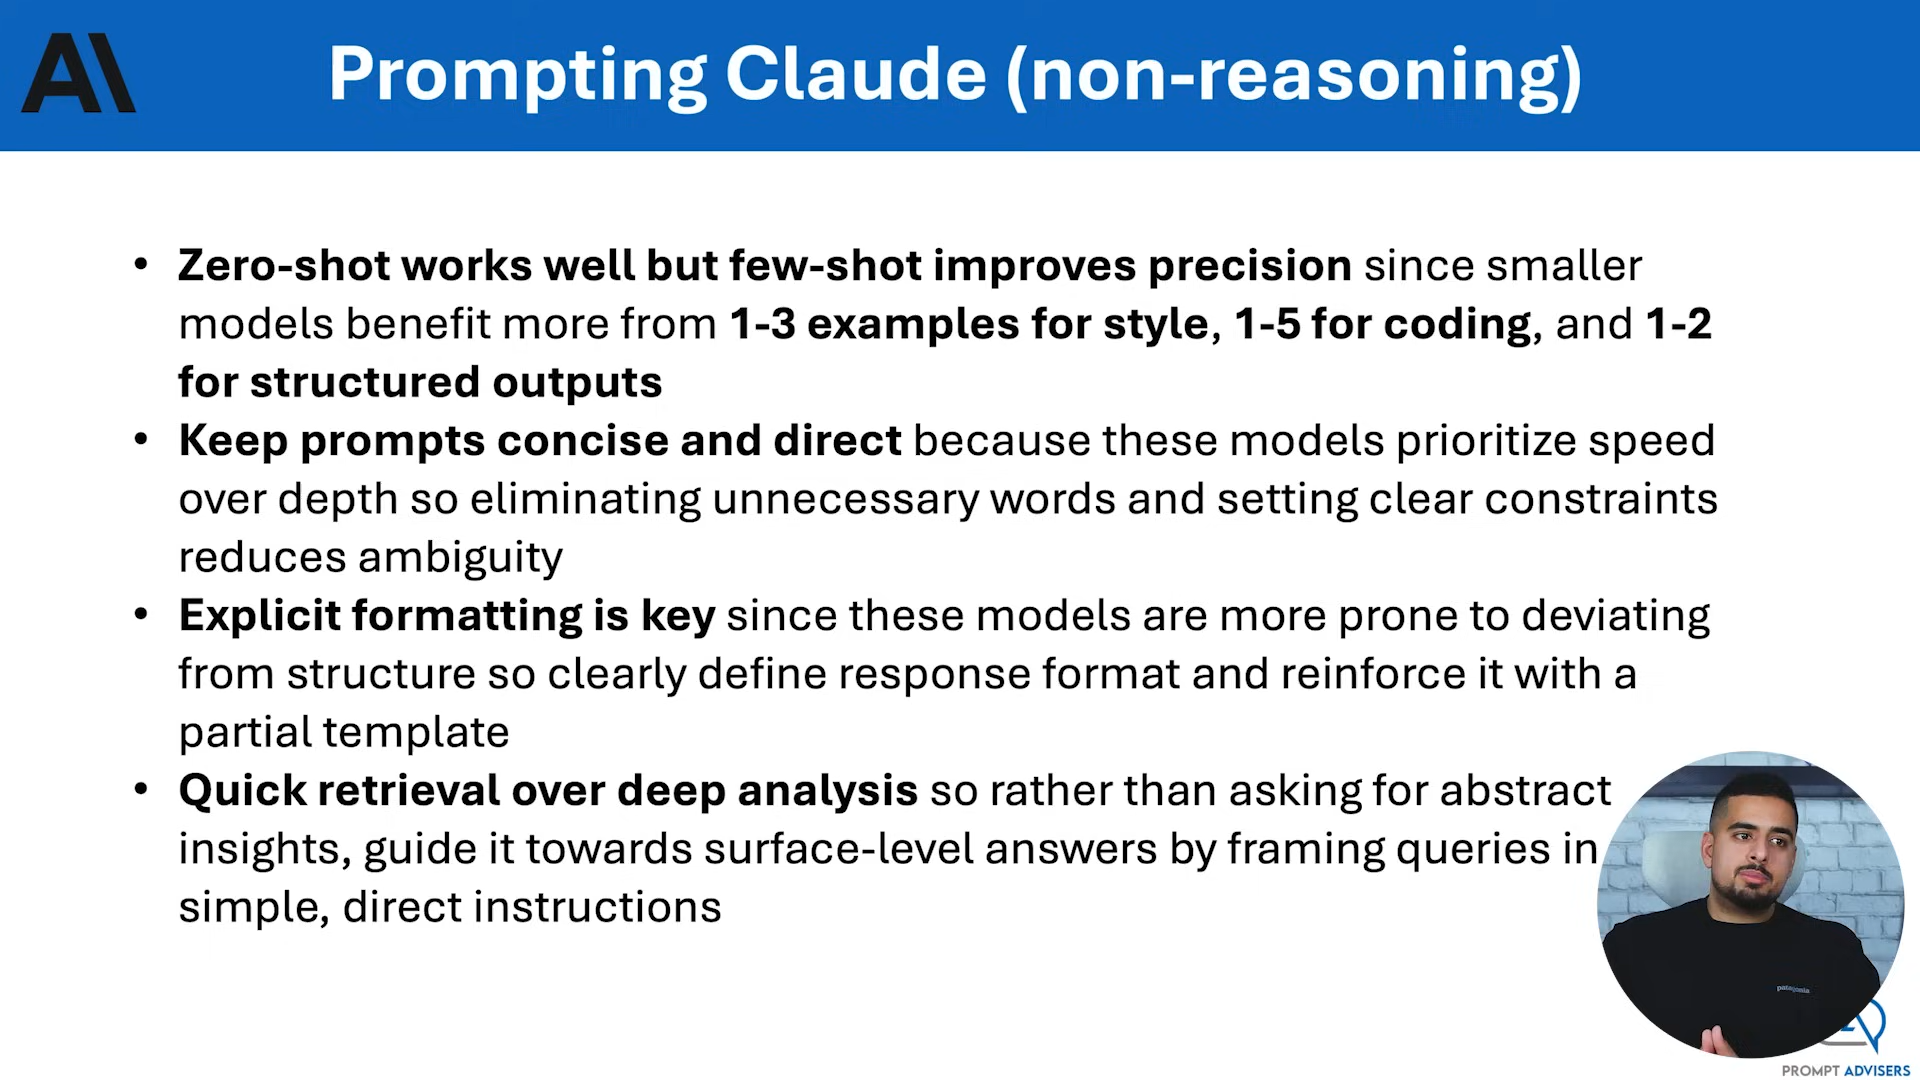 A\
Prompting Claude (non-reasoning)
• Zero-shot works well but few-shot improves precision since smaller
models benefit more from 1-3 examples for style, 1-5 for coding, and 1-2
for structured outputs
• Keep prompts concise and direct because these models prioritize speed
over depth so eliminating unnecessary words and setting clear constraints
reduces ambiguity
• Explicit formatting is key since these models are more prone to deviating
from structure so clearly define response format and reinforce it with a
partial template
• Quick retrieval over deep analysis so rather than asking for abstract
insights, guide it towards surface-level answers by framing queries in
simple, direct instructions
patagonia
PROMPT ADVISERS